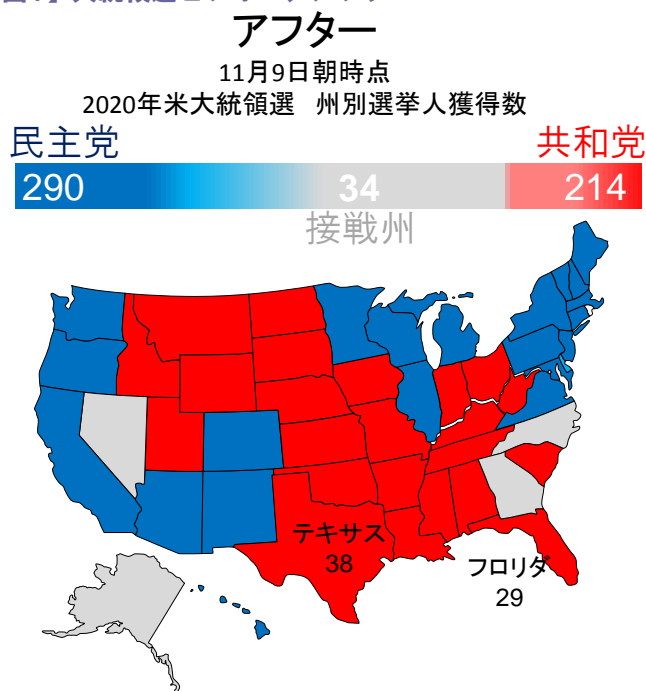 アフター
11月9日朝時点
2020年米大統領選 州別選挙人獲得数
民主党
共和党
290
34
214
接戦州
テキサス
38
フロリダ
29